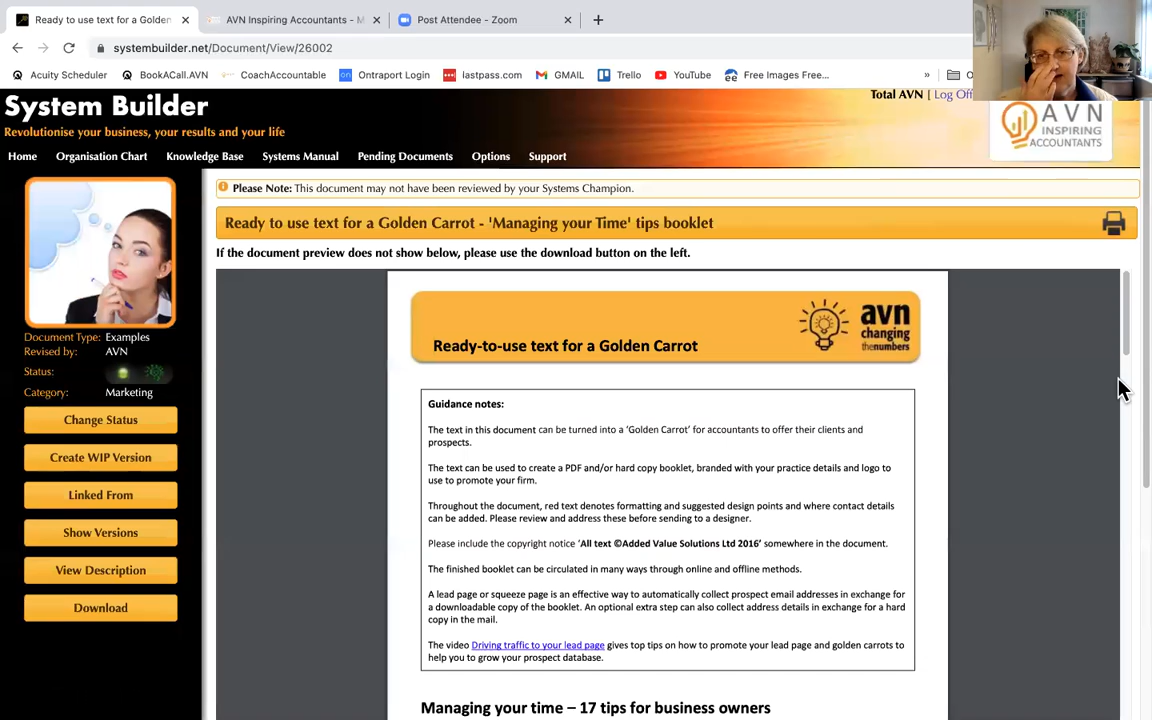 Ready to use text for a Golden
AVN Inspiring Accountants - M
Post Attendee - Zoom
systembuilder.net/Document/View/26002
Acuity Scheduler
BookACall.AVN
CoachAccountable
on Ontraport Login
lastpass.com
GMAIL
Trello
YouTube
Free Images Free...
»
System Builder
Total AVN | Log Off
Revolutionise your business, your results and your life
AVN
INSPIRING
ACCOUNTANTS
Home
Organisation Chart
Knowledge Base
Systems Manual
Pending Documents
Options
Support
Please Note: This document may not have been reviewed by your Systems Champion.
Ready to use text for a Golden Carrot - 'Managing your Time' tips booklet
If the document preview does not show below, please use the download button on the left.
Document Type: Examples
Revised by: AVN
Status:
Category: Marketing
Change Status
Create WIP Version
Linked From
Show Versions
View Description
Download
Ready-to-use text for a Golden Carrot
avn
changing
thenumbers
Guidance notes:
The text in this document can be turned into a 'Golden Carrot' for accountants to offer their clients and
prospects.
The text can be used to create a PDF and/or hard copy booklet, branded with your practice details and logo to
use to promote your firm.
Throughout the document, red text denotes formatting and suggested design points and where contact details
can be added. Please review and address these before sending to a designer.
Please include the copyright notice 'All text ©Added Value Solutions Ltd 2016' somewhere in the document.
The finished booklet can be circulated in many ways through online and offline methods.
A lead page or squeeze page is an effective way to automatically collect prospect email addresses in exchange for
a downloadable copy of the booklet. An optional extra step can also collect address details in exchange for a hard
copy in the mail.
The video Driving traffic to your lead page gives top tips on how to promote your lead page and golden carrots to
help you to grow your prospect database.
Managing your time – 17 tips for business owners